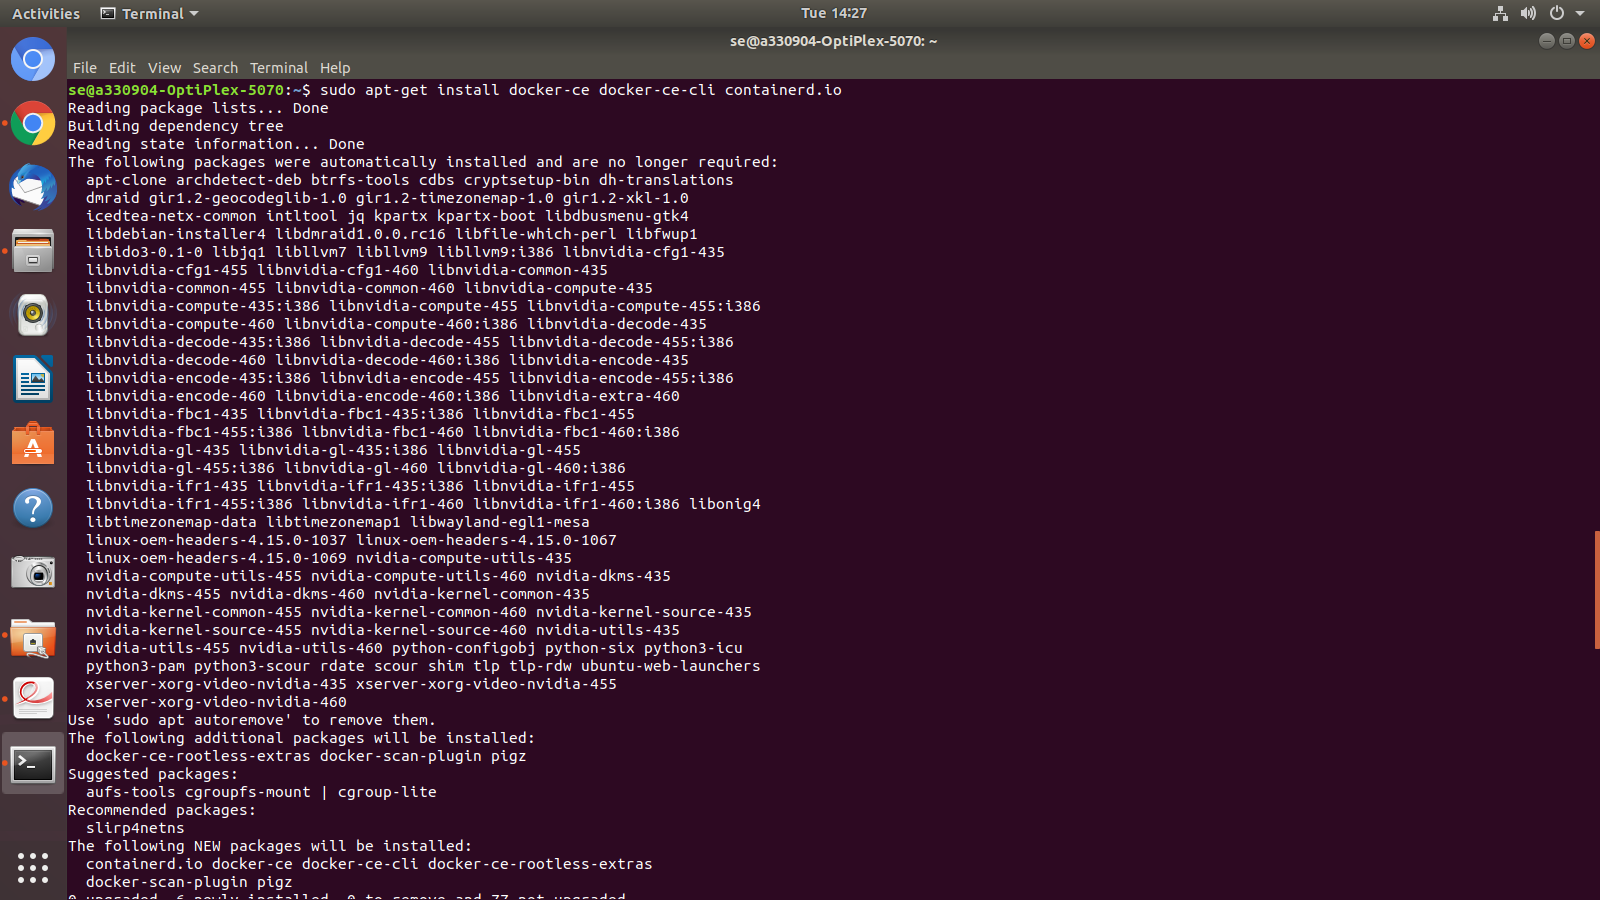 Activities Terminal Tue 14:27
se@a330904-OptiPlex-5070: ~
File Edit View Search Terminal Help
se@a330904-OptiPlex-5070:~$ sudo apt-get install docker-ce docker-ce-cli containerd.io
Reading package lists... Done
Building dependency tree
Reading state information... Done
The following packages were automatically installed and are no longer required:
apt-clone archdetect-deb btrfs-tools cdbs cryptsetup-bin dh-translations
dmraid gir1.2-geocodeglib-1.0 gir1.2-timezonemap-1.0 gir1.2-xkl-1.0
icedtea-netx-common intltool jq kpartx kpartx-boot libdbusmenu-gtk4
libdebian-installer4 libdmraid1.0.0.rc16 libfile-which-perl libfwup1
libido3-0.1-0 libjq1 libllvm7 libllvm9 libllvm9:i386 libnvidia-cfg1-435
libnvidia-cfg1-455 libnvidia-cfg1-460 libnvidia-common-435
libnvidia-common-455 libnvidia-common-460 libnvidia-compute-435
libnvidia-compute-435:i386 libnvidia-compute-455 libnvidia-compute-455:i386
libnvidia-compute-460 libnvidia-compute-460:i386 libnvidia-decode-435
libnvidia-decode-435:i386 libnvidia-decode-455 libnvidia-decode-455:i386
libnvidia-decode-460 libnvidia-decode-460:i386 libnvidia-encode-435
libnvidia-encode-435:i386 libnvidia-encode-455 libnvidia-encode-455:i386
libnvidia-encode-460 libnvidia-encode-460:i386 libnvidia-extra-460
libnvidia-fbc1-435 libnvidia-fbc1-435:i386 libnvidia-fbc1-455
libnvidia-fbc1-455:i386 libnvidia-fbc1-460 libnvidia-fbc1-460:i386
libnvidia-gl-435 libnvidia-gl-435:i386 libnvidia-gl-455
libnvidia-gl-455:i386 libnvidia-gl-460 libnvidia-gl-460:i386
libnvidia-ifr1-435 libnvidia-ifr1-435:i386 libnvidia-ifr1-455
libnvidia-ifr1-455:i386 libnvidia-ifr1-460 libnvidia-ifr1-460:i386 libonig4
libtimezonemap-data libtimezonemap1 libwayland-egl1-mesa
linux-oem-headers-4.15.0-1037 linux-oem-headers-4.15.0-1067
linux-oem-headers-4.15.0-1069 nvidia-compute-utils-435
nvidia-compute-utils-455 nvidia-compute-utils-460 nvidia-dkms-435
nvidia-dkms-455 nvidia-dkms-460 nvidia-kernel-common-435
nvidia-kernel-common-455 nvidia-kernel-common-460 nvidia-kernel-source-435
nvidia-kernel-source-455 nvidia-kernel-source-460 nvidia-utils-435
nvidia-utils-455 nvidia-utils-460 python-configobj python-six python3-icu
python3-pam python3-scour rdate scour shim tlp tlp-rdw ubuntu-web-launchers
xserver-xorg-video-nvidia-435 xserver-xorg-video-nvidia-455
xserver-xorg-video-nvidia-460
Use 'sudo apt autoremove' to remove them.
The following additional packages will be installed:
docker-ce-rootless-extras docker-scan-plugin pigz
Suggested packages:
aufs-tools cgroupfs-mount | cgroup-lite
Recommended packages:
slirp4netns
The following NEW packages will be installed:
containerd.io docker-ce docker-ce-cli docker-ce-rootless-extras
docker-scan-plugin pigz
0 upgraded, 6 newly installed, 0 to remove and 77 not upgraded.